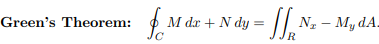 Green's Theorem: ∮_C M dx + N dy = ∬_R N_x − M_y dA.